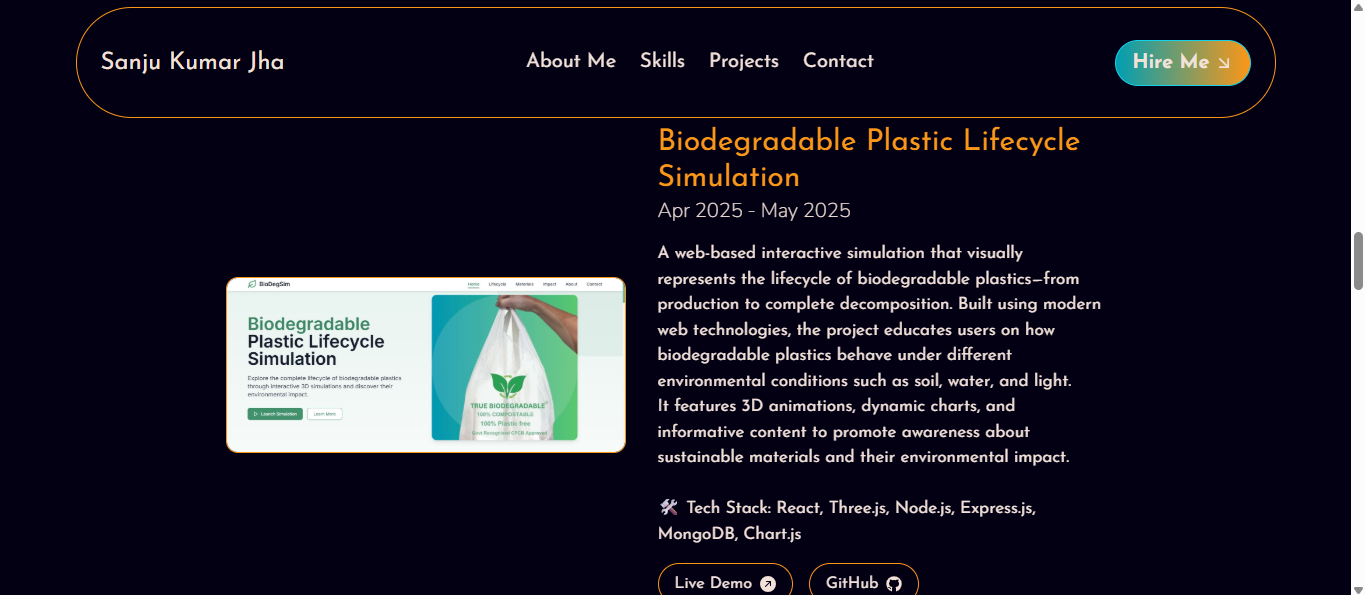 Sanju Kumar Jha
About Me
Skills
Projects
Contact
Hire Me
Biodegradable Plastic Lifecycle
Simulation
Apr 2025 - May 2025
A web-based interactive simulation that visually
represents the lifecycle of biodegradable plastics—from
production to complete decomposition. Built using modern
web technologies, the project educates users on how
biodegradable plastics behave under different
environmental conditions such as soil, water, and light.
It features 3D animations, dynamic charts, and
informative content to promote awareness about
sustainable materials and their environmental impact.
🛠️ Tech Stack: React, Three.js, Node.js, Express.js,
MongoDB, Chart.js
Live Demo
GitHub
BioDegSim
Home
Lifecycle
Materials
Impact
About
Contact
Biodegradable
Plastic Lifecycle
Simulation
Explore the complete lifecycle of biodegradable plastics
through interactive 3D simulations and discover their
environmental impact.
Launch Simulation
Learn More
TRUE BIODEGRADABLE
100% COMPOSTABLE
100% Plastic free
Govt Recognised CPCB Approved